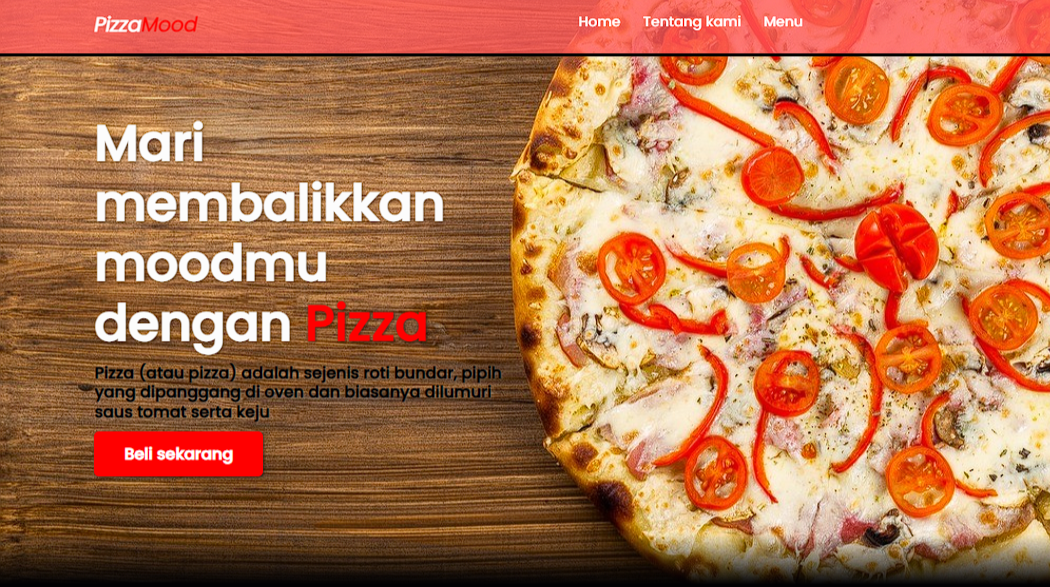 PizzaMood
Home Tentang kami Menu
Mari
membalikkan
moodmu
dengan Pizza
Pizza (atau pizza) adalah sejenis roti bundar, pipih
yang dipanggang di oven dan biasanya dilumuri
saus tomat serta keju
Beli sekarang